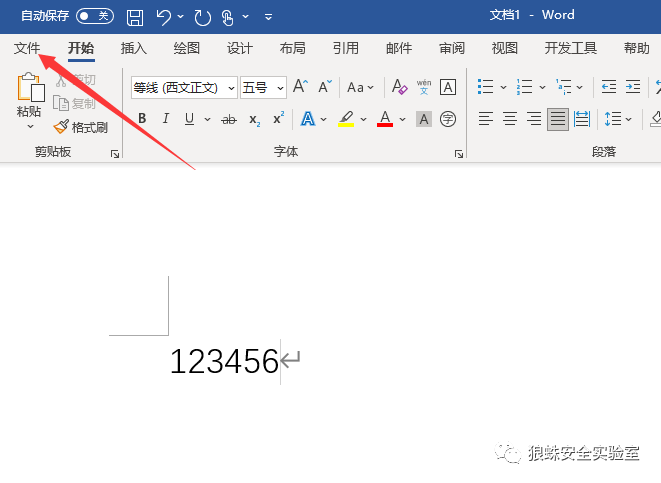 自动保存 关 文档1 - Word
文件 开始 插入 绘图 设计 布局 引用 邮件 审阅 视图 开发工具 帮助
粘贴
剪切
复制
格式刷
等线 (西文正文) 五号 A A Aa A wén 文 A
B I U ab x₂ x² A A A 字
剪贴板 字体 段落
123456
狼蛛安全实验室